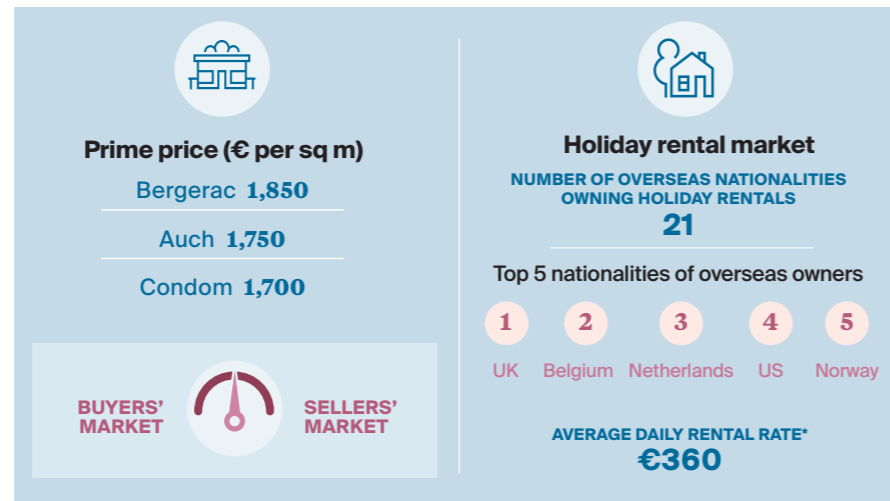 Prime price (€ per sq m)
Bergerac 1,850
Auch 1,750
Condom 1,700
BUYERS’
MARKET
SELLERS’
MARKET
Holiday rental market
NUMBER OF OVERSEAS NATIONALITIES
OWNING HOLIDAY RENTALS
21
Top 5 nationalities of overseas owners
1 2 3 4 5
UK Belgium Netherlands US Norway
AVERAGE DAILY RENTAL RATE*
€360